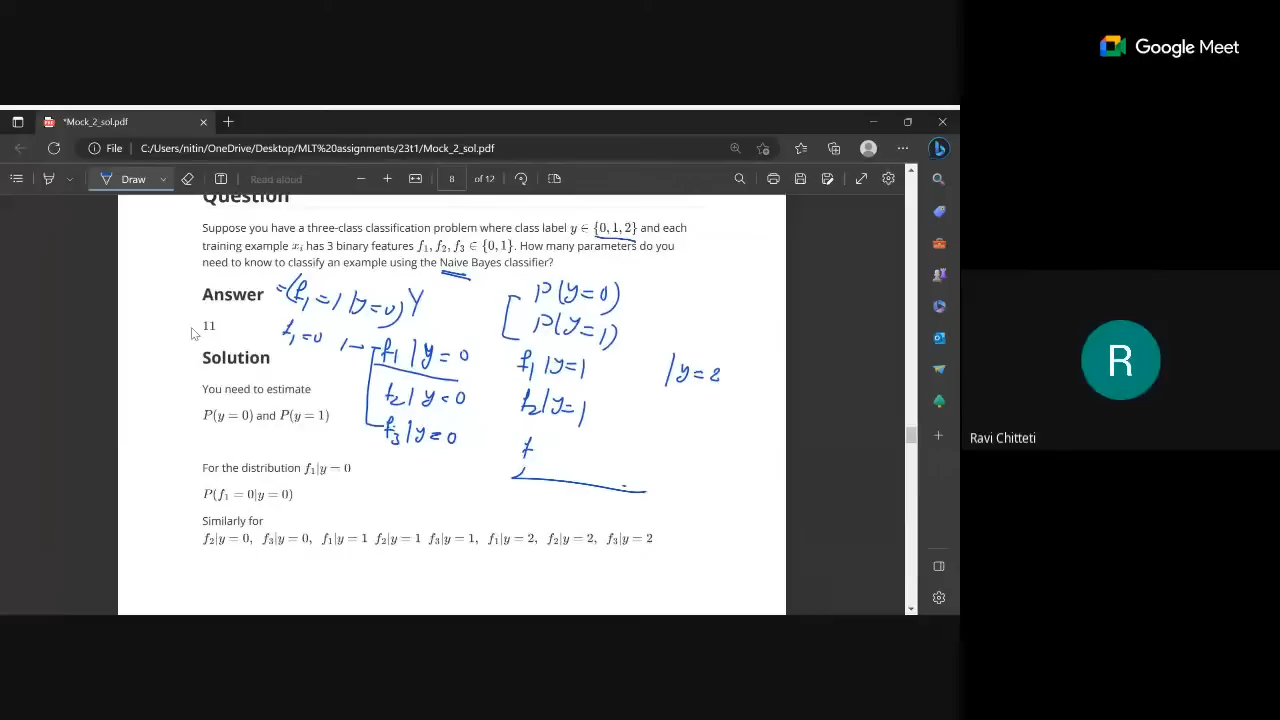 Google Meet
*Mock_2_sol.pdf
File C:/Users/nitin/OneDrive/Desktop/MLT%20assignments/23t1/Mock_2_sol.pdf
Draw Read aloud 8 of 12
Question
Suppose you have a three-class classification problem where class label y ∈ {0, 1, 2} and each
training example xᵢ has 3 binary features f₁, f₂, f₃ ∈ {0, 1}. How many parameters do you
need to know to classify an example using the Naive Bayes classifier?
Answer
11
Solution
You need to estimate
P(y = 0) and P(y = 1)
For the distribution f₁|y = 0
P(f₁ = 0|y = 0)
Similarly for
f₂|y = 0, f₃|y = 0, f₁|y = 1 f₂|y = 1 f₃|y = 1, f₁|y = 2, f₂|y = 2, f₃|y = 2
(f₁ = 1 | y = 0)
f₁ = 0
1 → f₁ | y = 0
f₂ | y = 0
f₃ | y = 0
P(y = 0)
P(y = 1)
f₁ | y = 1
f₂ | y = 1
f
| y = 2
R
Ravi Chitteti